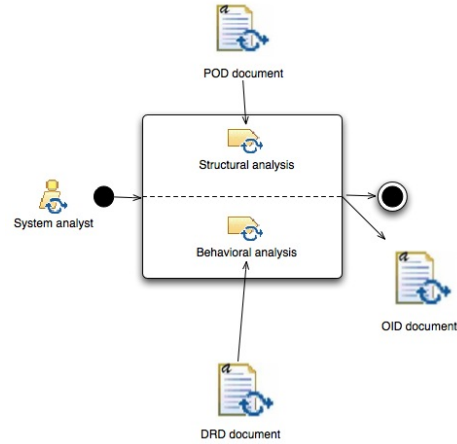 a
POD document
Structural analysis
System analyst
Behavioral analysis
a
OID document
a
DRD document